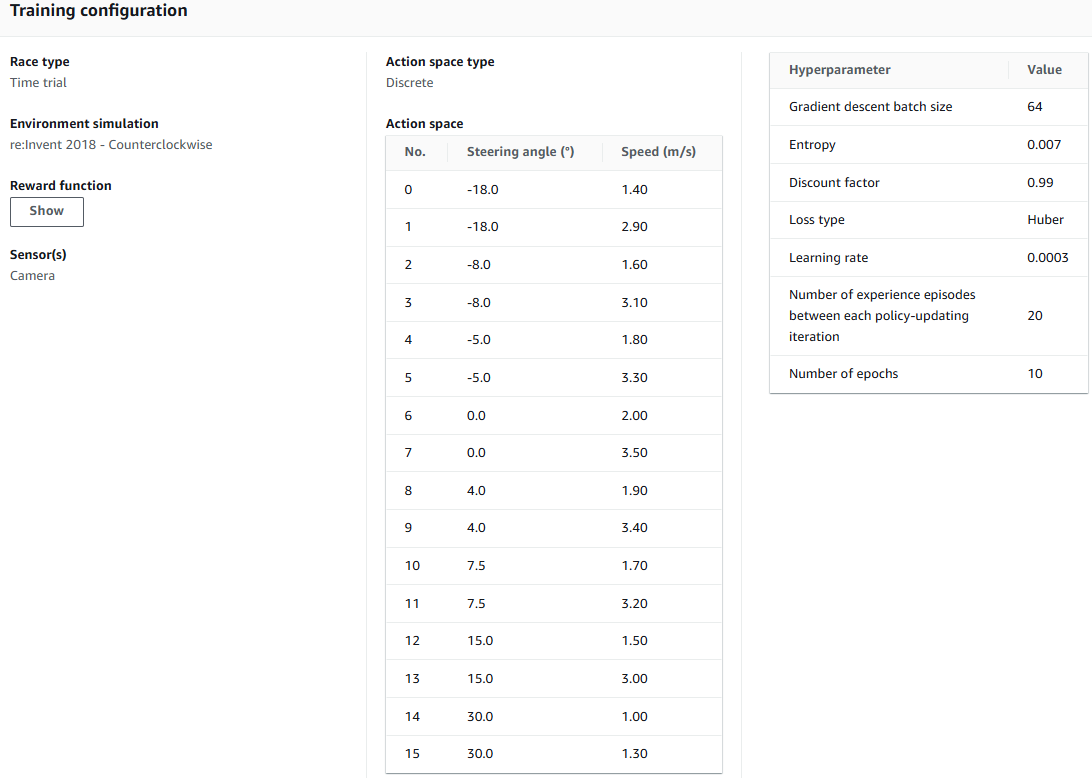 Training configuration
Race type
Time trial
Environment simulation
re:Invent 2018 - Counterclockwise
Reward function
Show
Sensor(s)
Camera
Action space type
Discrete
Action space
No. Steering angle (°) Speed (m/s)
0 -18.0 1.40
1 -18.0 2.90
2 -8.0 1.60
3 -8.0 3.10
4 -5.0 1.80
5 -5.0 3.30
6 0.0 2.00
7 0.0 3.50
8 4.0 1.90
9 4.0 3.40
10 7.5 1.70
11 7.5 3.20
12 15.0 1.50
13 15.0 3.00
14 30.0 1.00
15 30.0 1.30
Hyperparameter Value
Gradient descent batch size 64
Entropy 0.007
Discount factor 0.99
Loss type Huber
Learning rate 0.0003
Number of experience episodes
between each policy-updating 20
iteration
Number of epochs 10